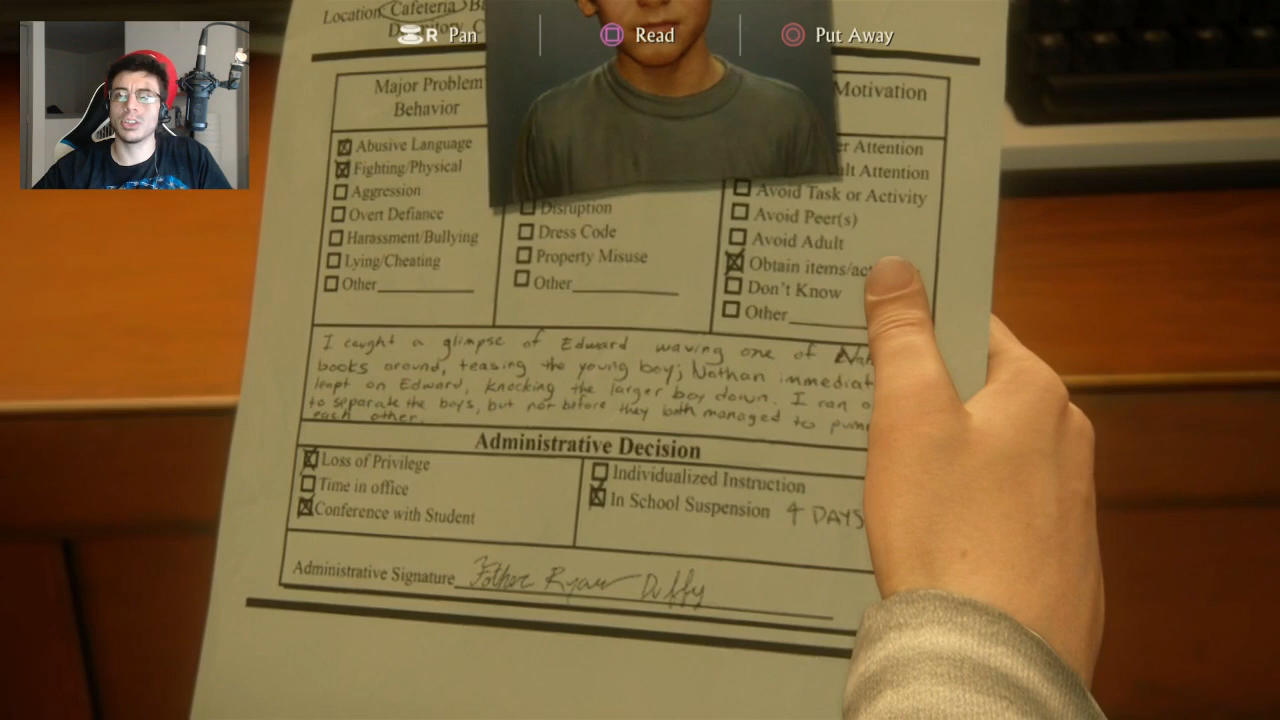 Location Cafeteria
R Pan
Read
Put Away
Major Problem
Behavior
Motivation
Abusive Language
Fighting/Physical
Aggression
Overt Defiance
Harassment/Bullying
Lying/Cheating
Other
Disruption
Dress Code
Property Misuse
Other
Attention
Attention
Avoid Task or Activity
Avoid Peer(s)
Avoid Adult
Obtain items/
Don't Know
Other
I caught a glimpse of Edward waving one of
books around, teasing the young boy; Nathan
leapt on Edward, knocking the larger boy down. I ran
to separate the boys, but not before they both managed to
each other.
Administrative Decision
Loss of Privilege
Time in office
Conference with Student
Individualized Instruction
In School Suspension 4 DAYS
Administrative Signature Father Ryan Duffy